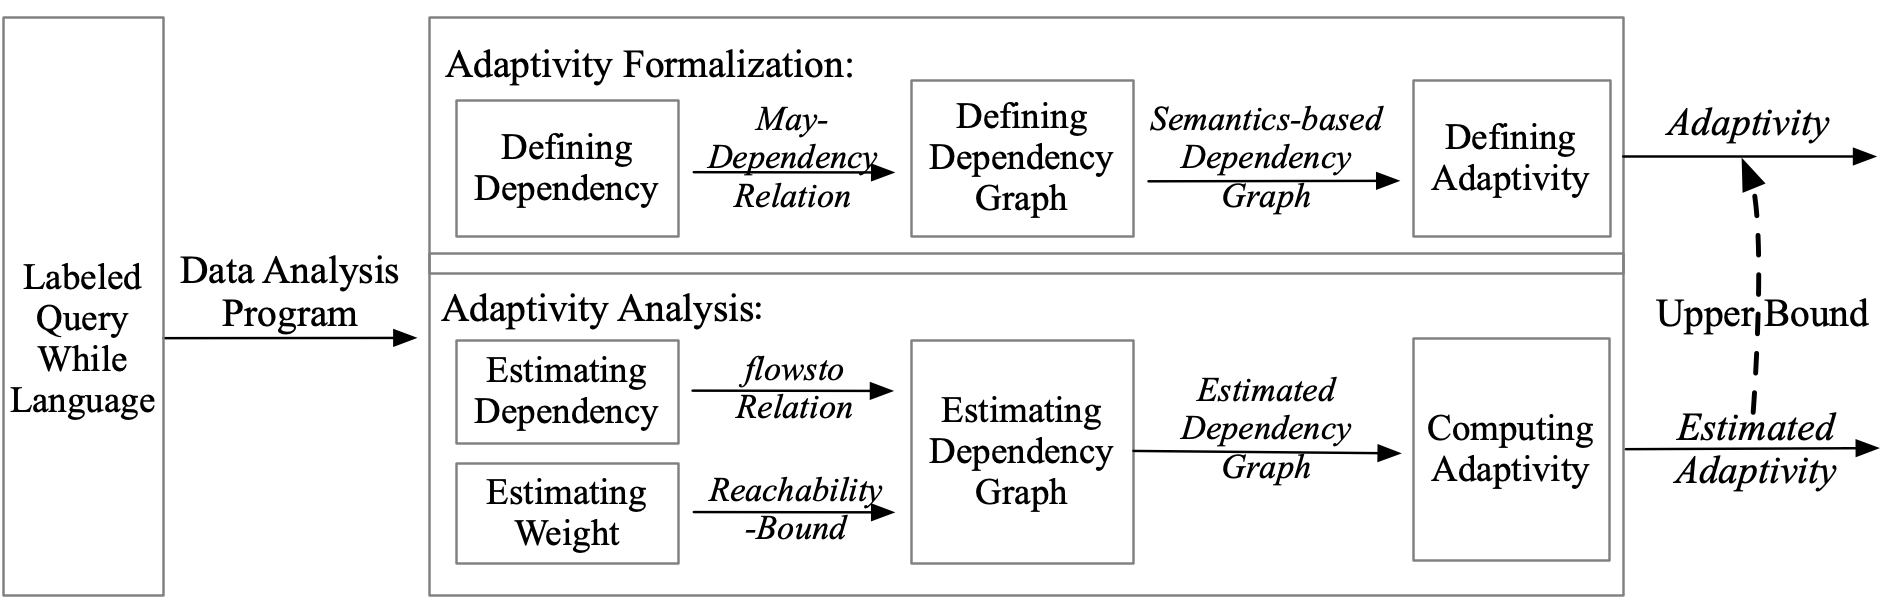 Labeled
Query
While
Language
Data Analysis
Program
Adaptivity Formalization:
Defining
Dependency
May-
Dependency
Relation
Defining
Dependency
Graph
Semantics-based
Dependency
Graph
Defining
Adaptivity
Adaptivity
Adaptivity Analysis:
Estimating
Dependency
flowsto
Relation
Estimating
Weight
Reachability
-Bound
Estimating
Dependency
Graph
Estimated
Dependency
Graph
Computing
Adaptivity
Upper Bound
Estimated
Adaptivity